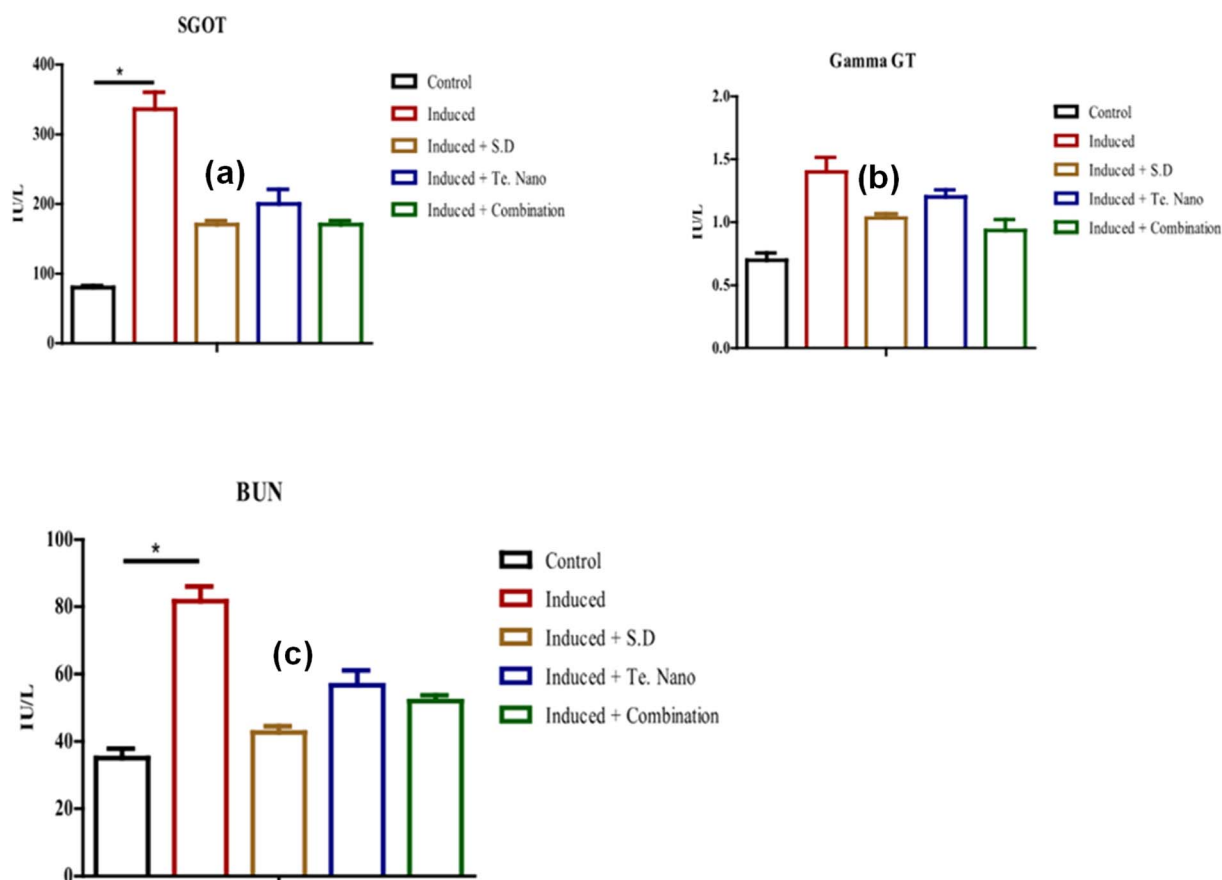 SGOT
400
300
200
100
0
IU/L
*
(a)
Control
Induced
Induced + S.D
Induced + Te. Nano
Induced + Combination
Gamma GT
2.0
1.5
1.0
0.5
0.0
IU/L
(b)
Control
Induced
Induced + S.D
Induced + Te. Nano
Induced + Combination
BUN
100
80
60
40
20
0
IU/L
*
(c)
Control
Induced
Induced + S.D
Induced + Te. Nano
Induced + Combination